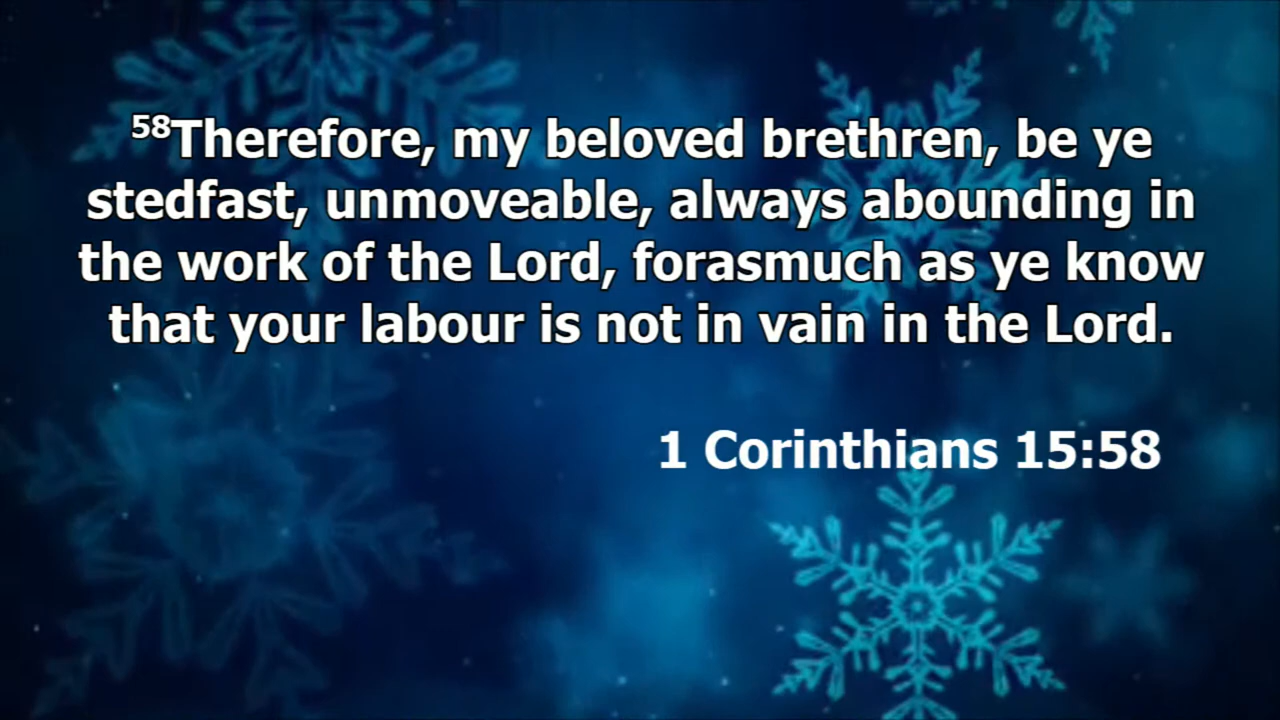 ⁵⁸Therefore, my beloved brethren, be ye
stedfast, unmoveable, always abounding in
the work of the Lord, forasmuch as ye know
that your labour is not in vain in the Lord.
1 Corinthians 15:58